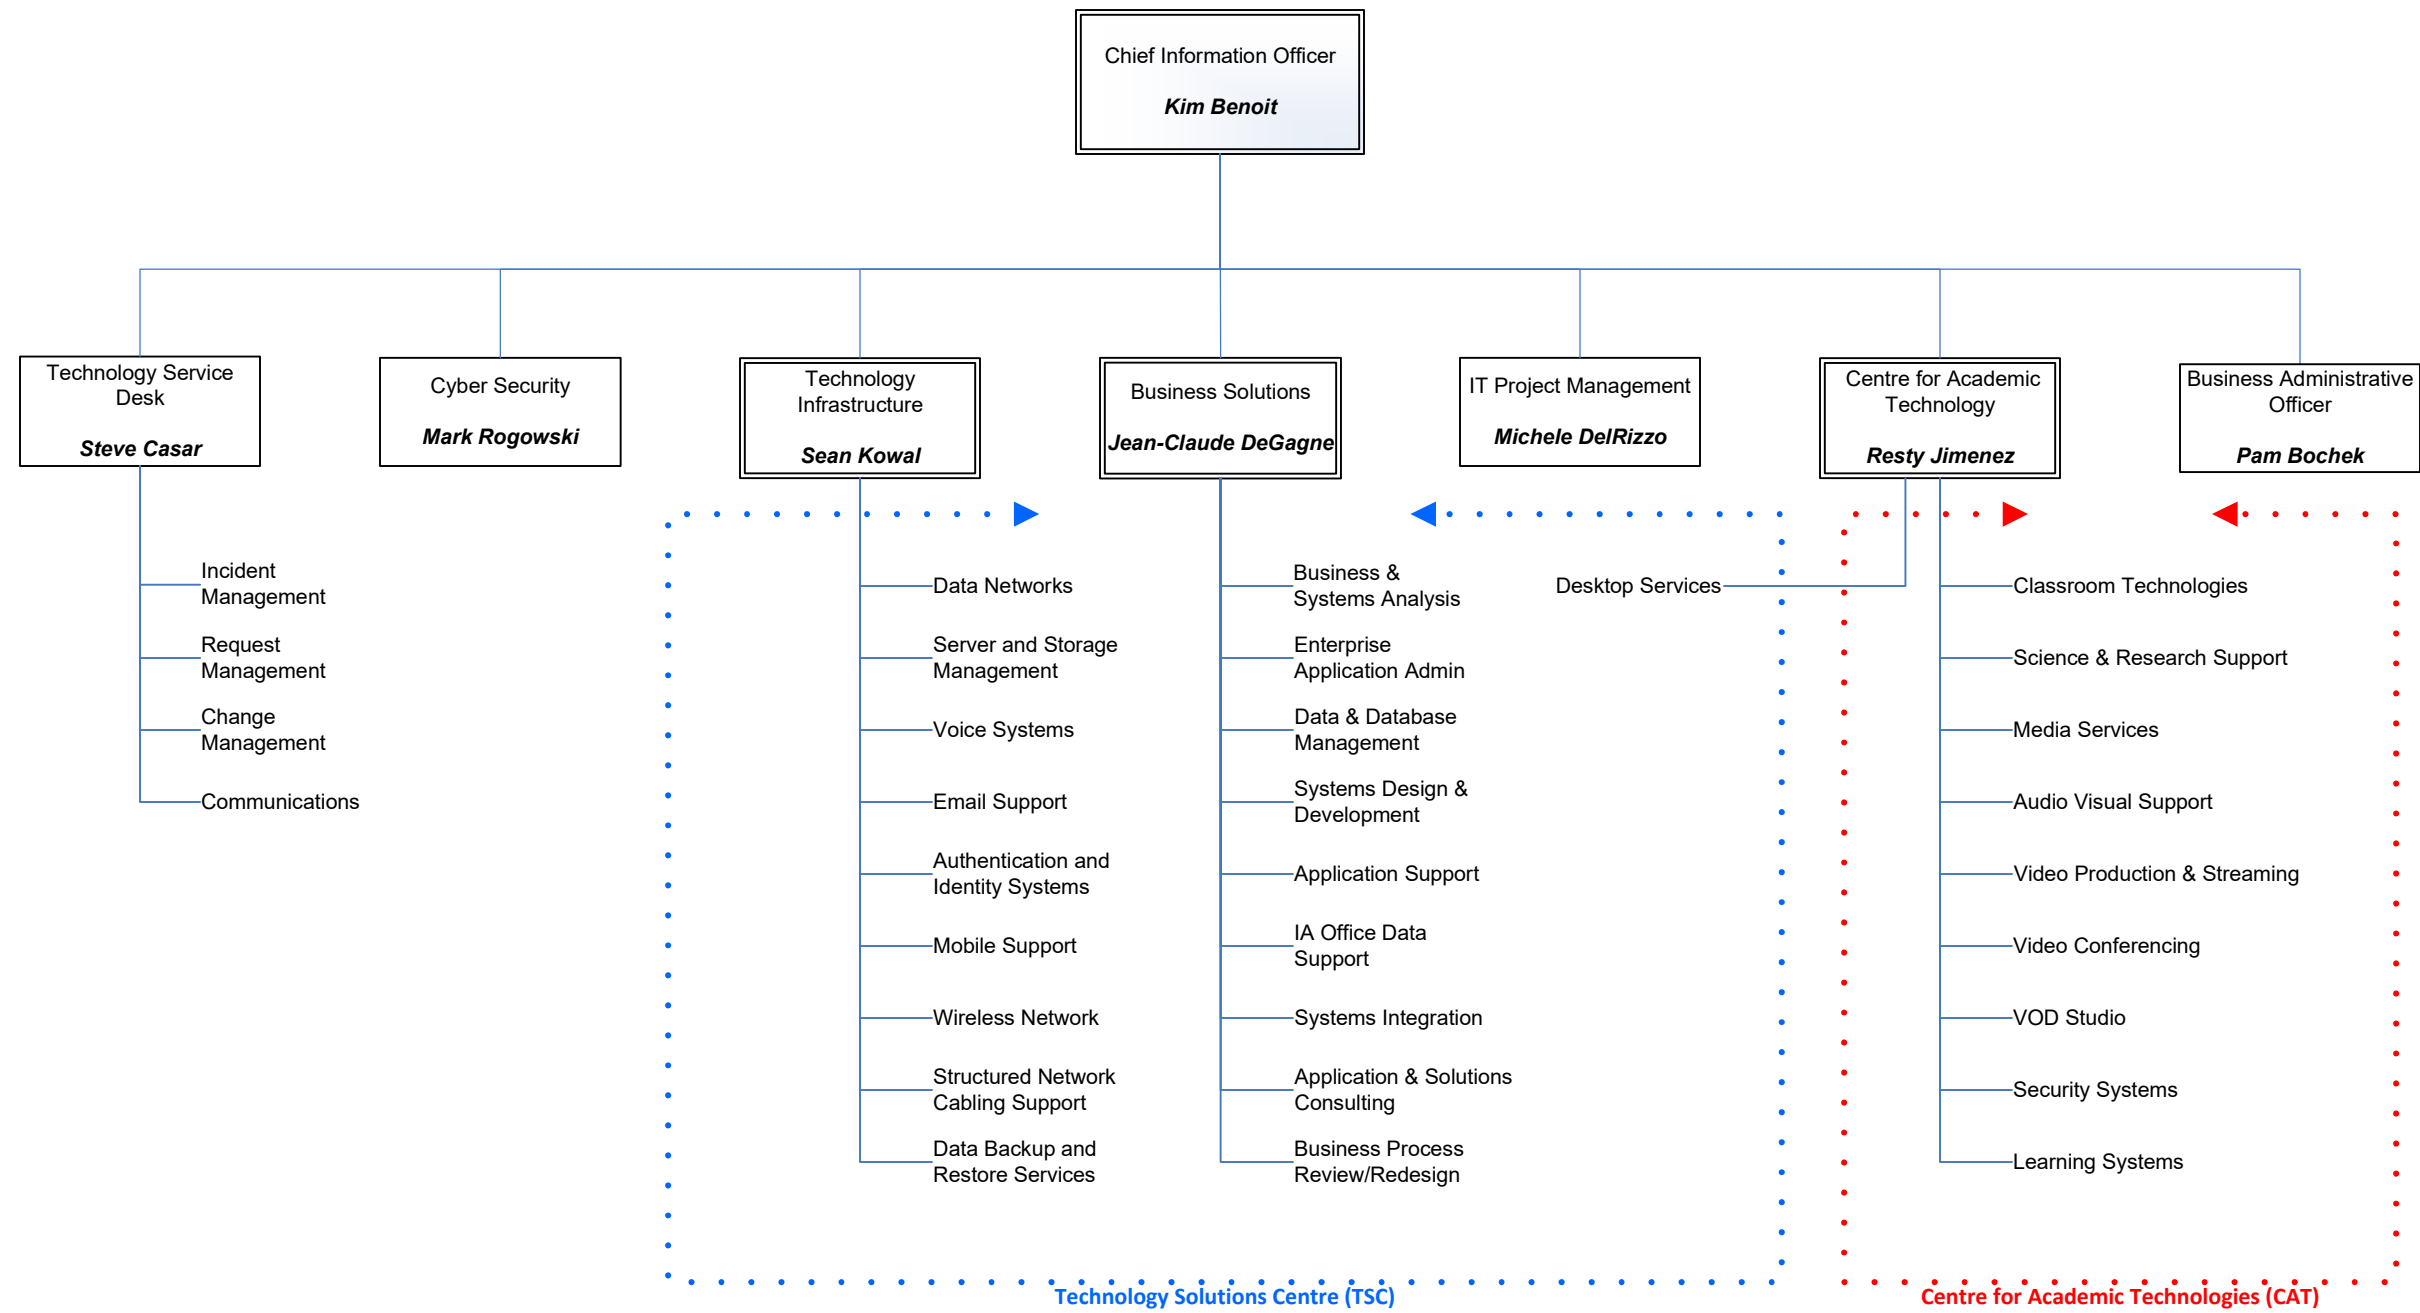 Chief Information Officer
Kim Benoit
Technology Service
Desk
Steve Casar
Cyber Security
Mark Rogowski
Technology
Infrastructure
Sean Kowal
Business Solutions
Jean-Claude DeGagne
IT Project Management
Michele DelRizzo
Centre for Academic
Technology
Resty Jimenez
Business Administrative
Officer
Pam Bochek
Incident
Management
Request
Management
Change
Management
Communications
Data Networks
Server and Storage
Management
Voice Systems
Email Support
Authentication and
Identity Systems
Mobile Support
Wireless Network
Structured Network
Cabling Support
Data Backup and
Restore Services
Business &
Systems Analysis
Enterprise
Application Admin
Data & Database
Management
Systems Design &
Development
Application Support
IA Office Data
Support
Systems Integration
Application & Solutions
Consulting
Business Process
Review/Redesign
Desktop Services
Classroom Technologies
Science & Research Support
Media Services
Audio Visual Support
Video Production & Streaming
Video Conferencing
VOD Studio
Security Systems
Learning Systems
Technology Solutions Centre (TSC)
Centre for Academic Technologies (CAT)